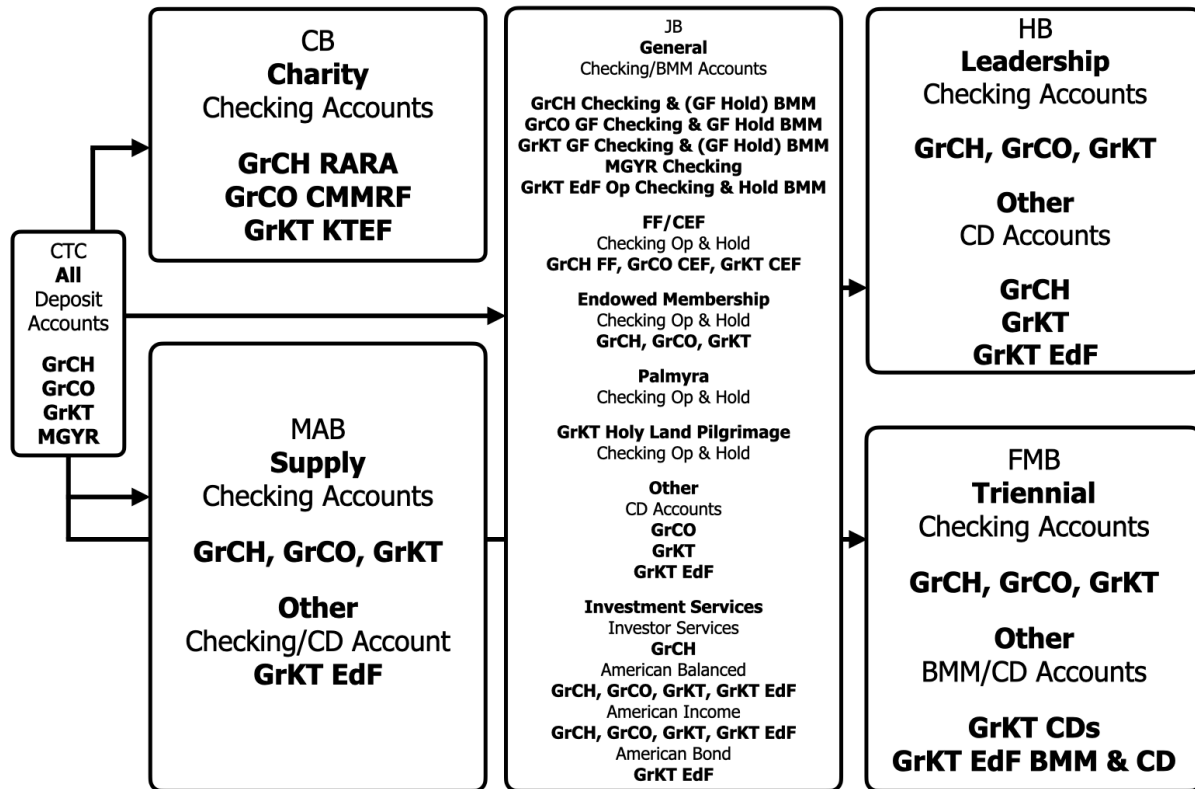 CB
Charity
Checking Accounts
GrCH RARA
GrCO CMMRF
GrKT KTEF
CTC
All
Deposit
Accounts
GrCH
GrCO
GrKT
MGYR
MAB
Supply
Checking Accounts
GrCH, GrCO, GrKT
Other
Checking/CD Account
GrKT EdF
JB
General
Checking/BMM Accounts
GrCH Checking & (GF Hold) BMM
GrCO GF Checking & GF Hold BMM
GrKT GF Checking & (GF Hold) BMM
MGYR Checking
GrKT EdF Op Checking & Hold BMM
FF/CEF
Checking Op & Hold
GrCH FF, GrCO CEF, GrKT CEF
Endowed Membership
Checking Op & Hold
GrCH, GrCO, GrKT
Palmyra
Checking Op & Hold
GrKT Holy Land Pilgrimage
Checking Op & Hold
Other
CD Accounts
GrCO
GrKT
GrKT EdF
Investment Services
Investor Services
GrCH
American Balanced
GrCH, GrCO, GrKT, GrKT EdF
American Income
GrCH, GrCO, GrKT, GrKT EdF
American Bond
GrKT EdF
HB
Leadership
Checking Accounts
GrCH, GrCO, GrKT
Other
CD Accounts
GrCH
GrKT
GrKT EdF
FMB
Triennial
Checking Accounts
GrCH, GrCO, GrKT
Other
BMM/CD Accounts
GrKT CDs
GrKT EdF BMM & CD